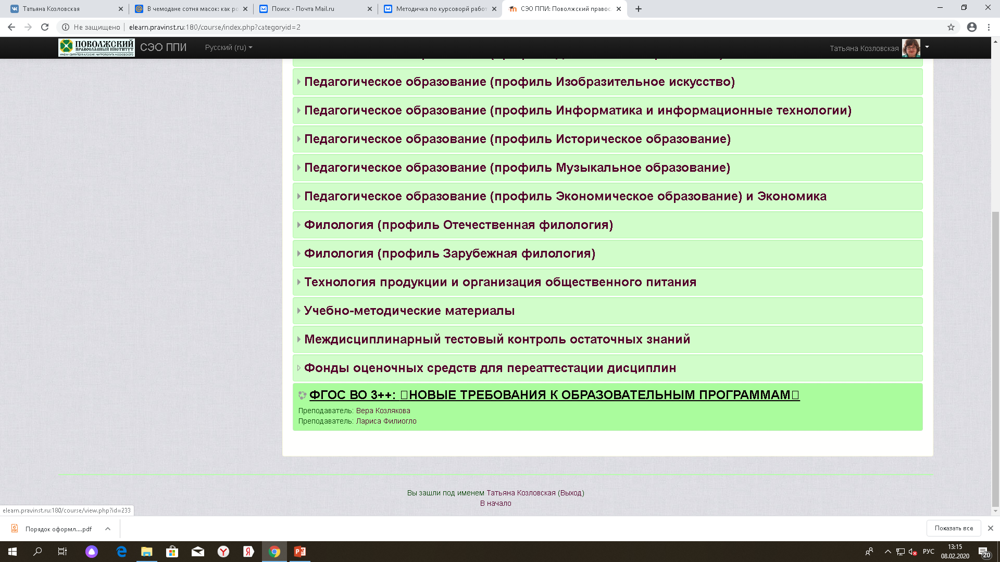 Татьяна Козловская
В чемодане сотня масок: как ро
Поиск - Почта Mail.ru
Методичка по курсоворй работ
СЭО ППИ: Поволжский правос
Не защищено
elearn.pravinst.ru:180/course/index.php?categoryid=2
ПОВОЛЖСКИЙ
ПРАВОСЛАВНЫЙ ИНСТИТУТ
ИМЕНИ СВЯТИТЕЛЯ АЛЕКСИЯ, МИТРОПОЛИТА МОСКОВСКОГО
СЭО ППИ
Русский (ru)
Татьяна Козловская
Педагогическое образование (профиль Изобразительное искусство)
Педагогическое образование (профиль Информатика и информационные технологии)
Педагогическое образование (профиль Историческое образование)
Педагогическое образование (профиль Музыкальное образование)
Педагогическое образование (профиль Экономическое образование) и Экономика
Филология (профиль Отечественная филология)
Филология (профиль Зарубежная филология)
Технология продукции и организация общественного питания
Учебно-методические материалы
Междисциплинарный тестовый контроль остаточных знаний
Фонды оценочных средств для переаттестации дисциплин
ФГОС ВО 3++: НОВЫЕ ТРЕБОВАНИЯ К ОБРАЗОВАТЕЛЬНЫМ ПРОГРАММАМ
Преподаватель: Вера Козлякова
Преподаватель: Лариса Филиогло
Вы зашли под именем Татьяна Козловская (Выход)
В начало
elearn.pravinst.ru:180/course/view.php?id=233
Порядок оформл....pdf
Показать все
РУС
13:15
08.02.2020
20